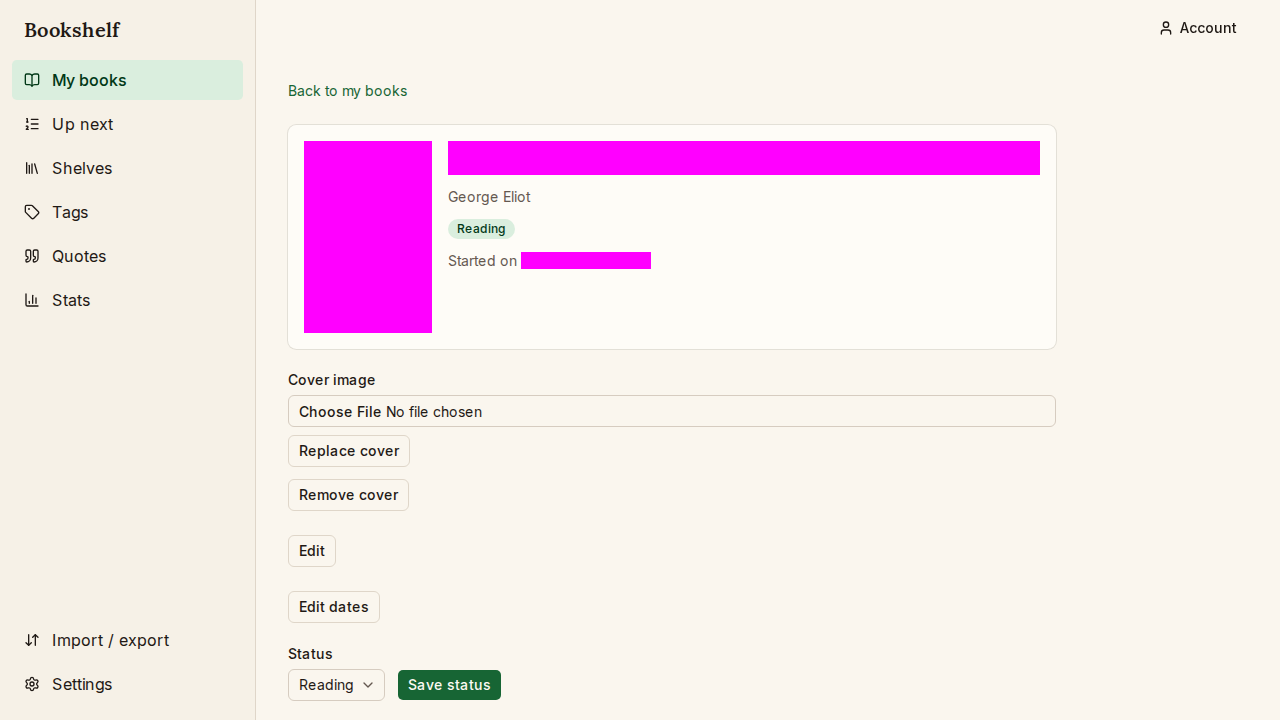 Bookshelf
Account
My books
Up next
Shelves
Tags
Quotes
Stats
Import / export
Settings
Back to my books
George Eliot
Reading
Started on
Cover image
Choose File No file chosen
Replace cover
Remove cover
Edit
Edit dates
Status
Reading
Save status